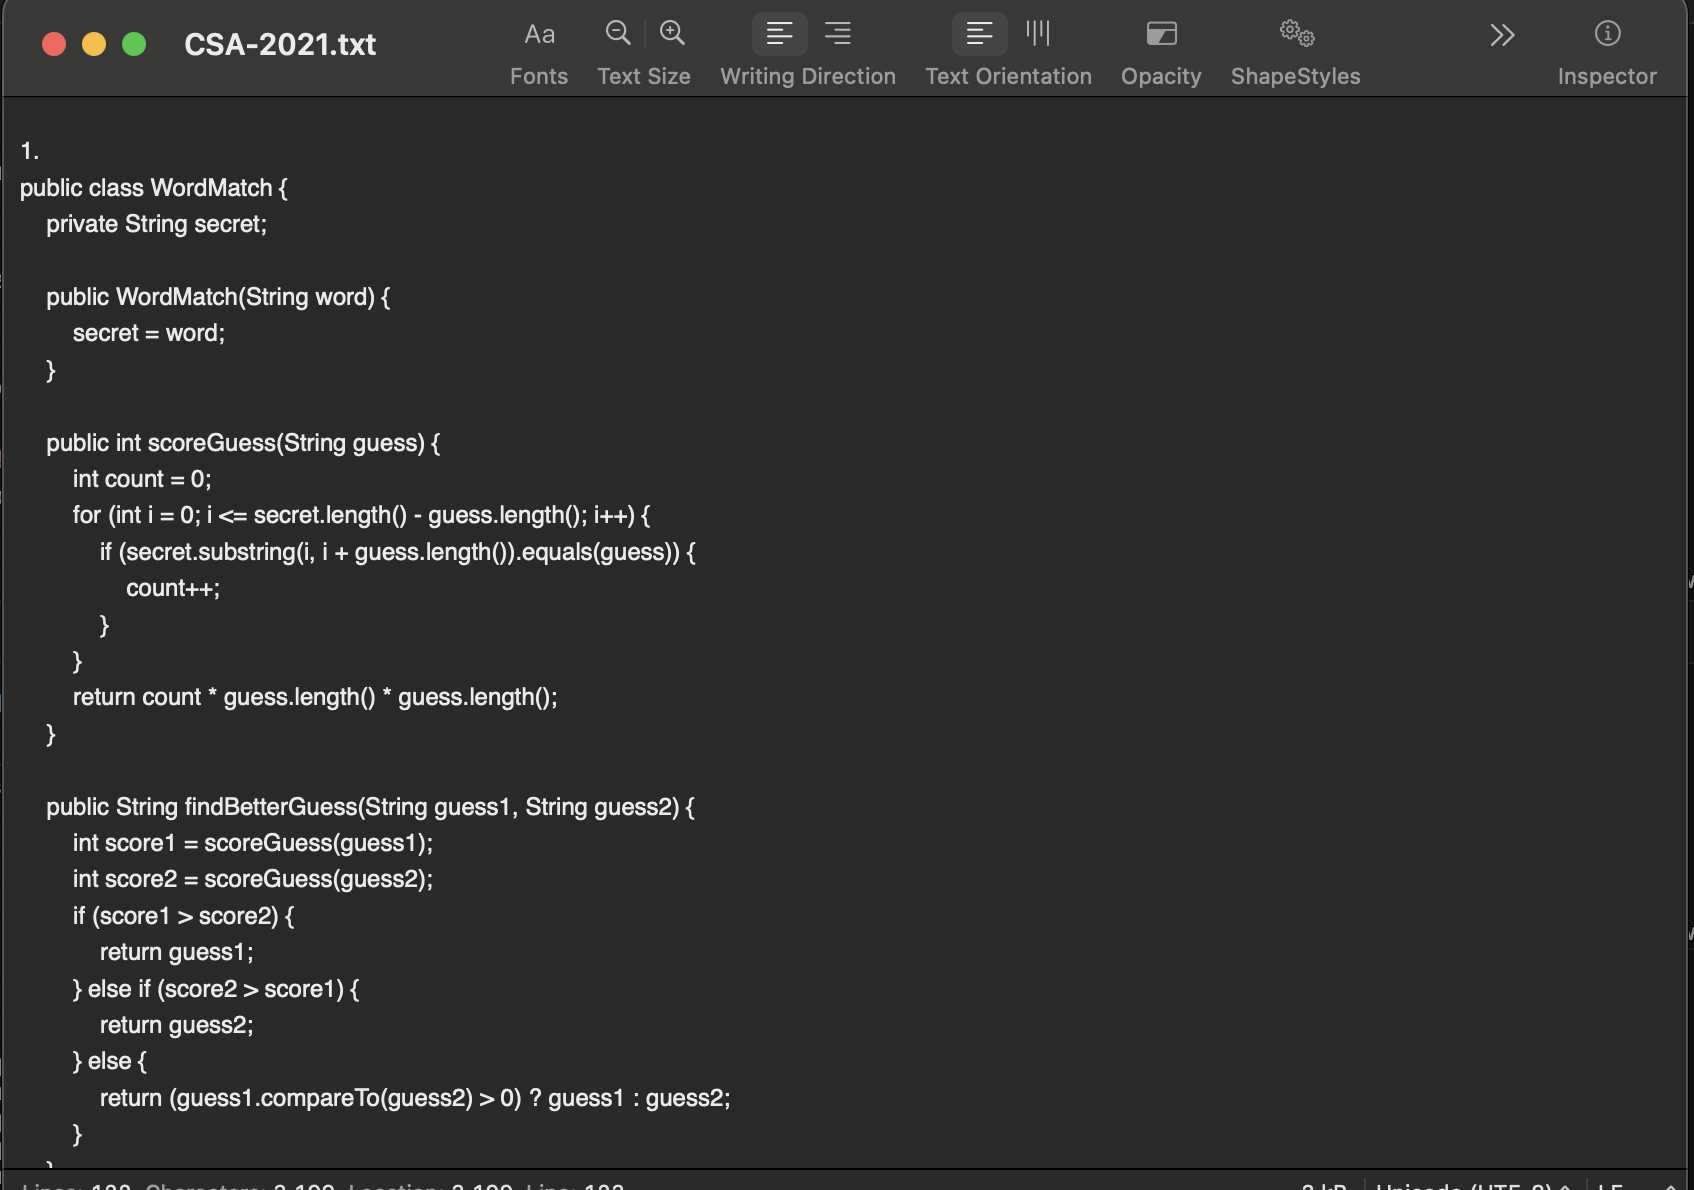 CSA-2021.txt
Aa
Fonts
Text Size
Writing Direction
Text Orientation
Opacity
ShapeStyles
Inspector
1.
public class WordMatch {
private String secret;
public WordMatch(String word) {
secret = word;
}
public int scoreGuess(String guess) {
int count = 0;
for (int i = 0; i <= secret.length() - guess.length(); i++) {
if (secret.substring(i, i + guess.length()).equals(guess)) {
count++;
}
}
return count * guess.length() * guess.length();
}
public String findBetterGuess(String guess1, String guess2) {
int score1 = scoreGuess(guess1);
int score2 = scoreGuess(guess2);
if (score1 > score2) {
return guess1;
} else if (score2 > score1) {
return guess2;
} else {
return (guess1.compareTo(guess2) > 0) ? guess1 : guess2;
}
}